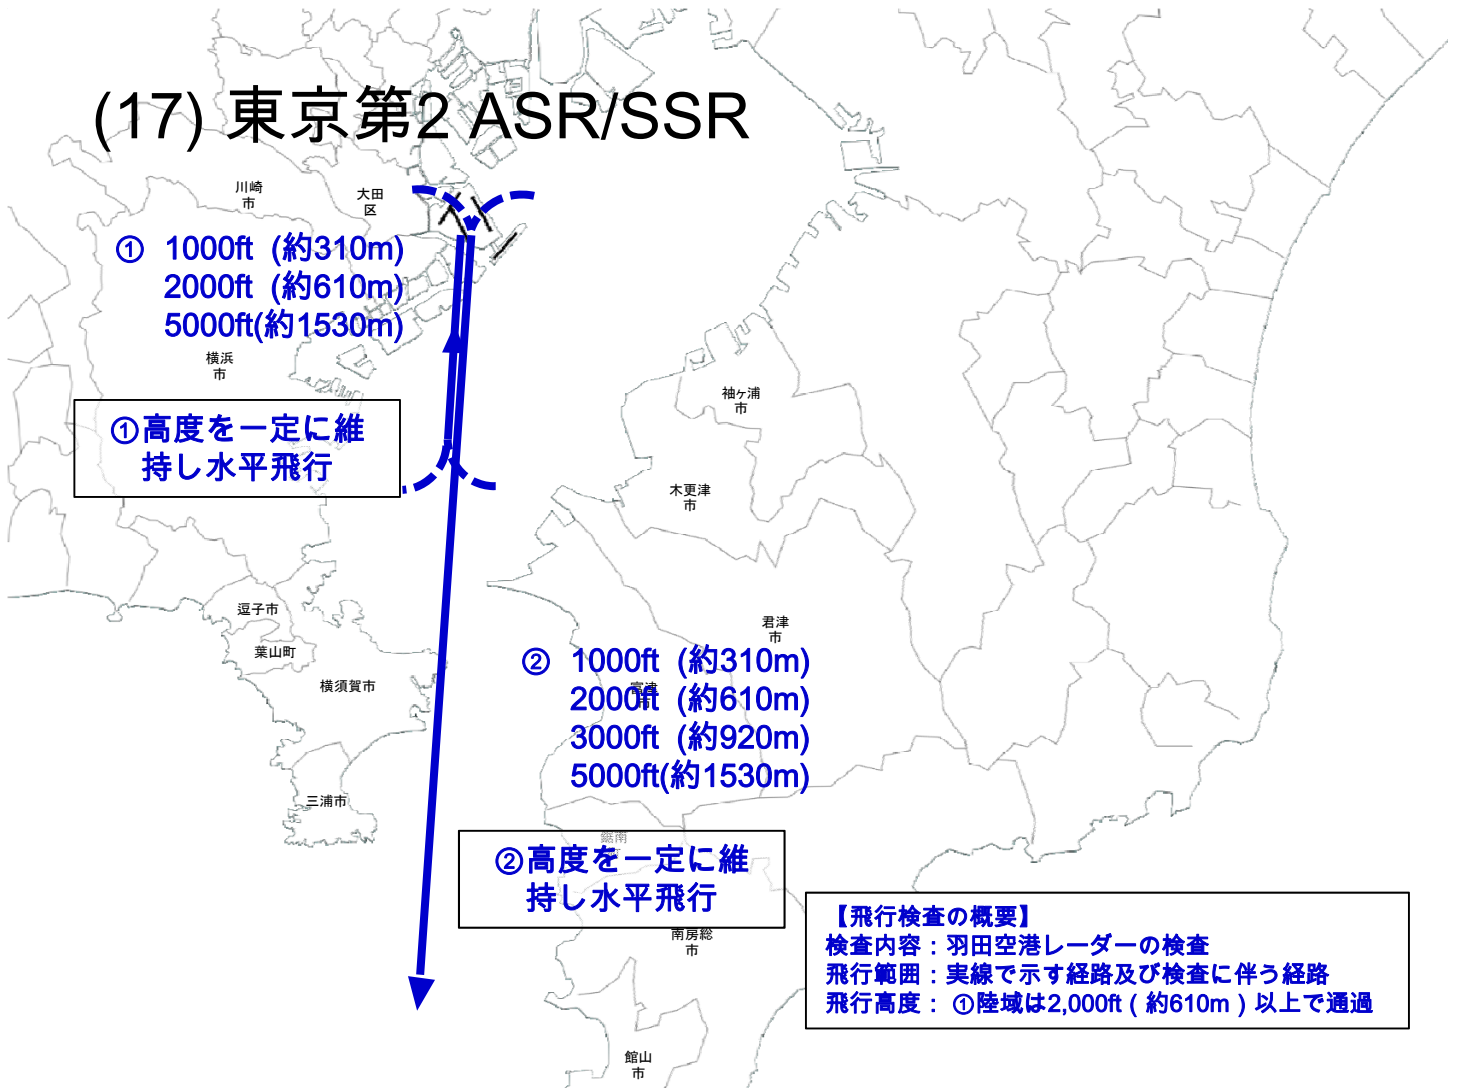 (17) 東京第2 ASR/SSR
川崎
市
大田
区
① 1000ft (約310m)
2000ft (約610m)
5000ft(約1530m)
横浜
市
袖ヶ浦
市
①高度を一定に維
持し水平飛行
木更津
市
逗子市
君津
市
葉山町
横須賀市
② 1000ft (約310m)
富津
市
2000ft (約610m)
3000ft (約920m)
5000ft(約1530m)
三浦市
鋸南
町
②高度を一定に維
持し水平飛行
南房総
市
【飛行検査の概要】
検査内容：羽田空港レーダーの検査
飛行範囲：実線で示す経路及び検査に伴う経路
飛行高度： ①陸域は2,000ft ( 約610m ) 以上で通過
館山
市